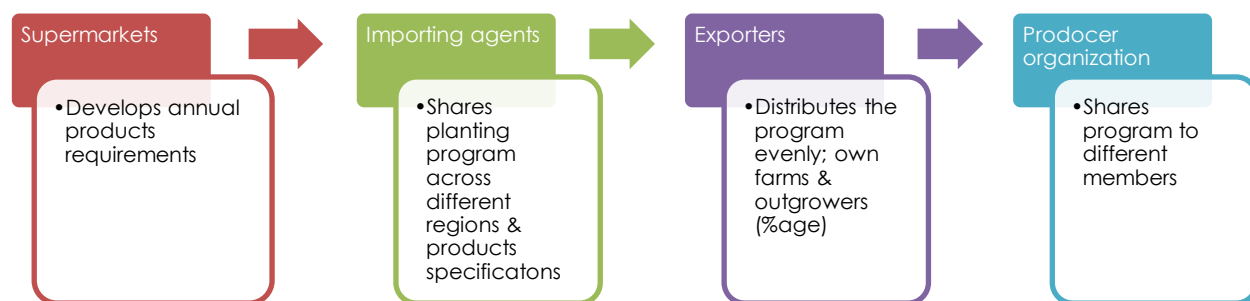 Supermarkets
•Develops annual
products
requirements
Importing agents
•Shares
planting
program
across
different
regions &
products
specificatons
Exporters
•Distributes the
program
evenly; own
farms &
outgrowers
(%age)
Producer
organization
•Shares
program to
different
members